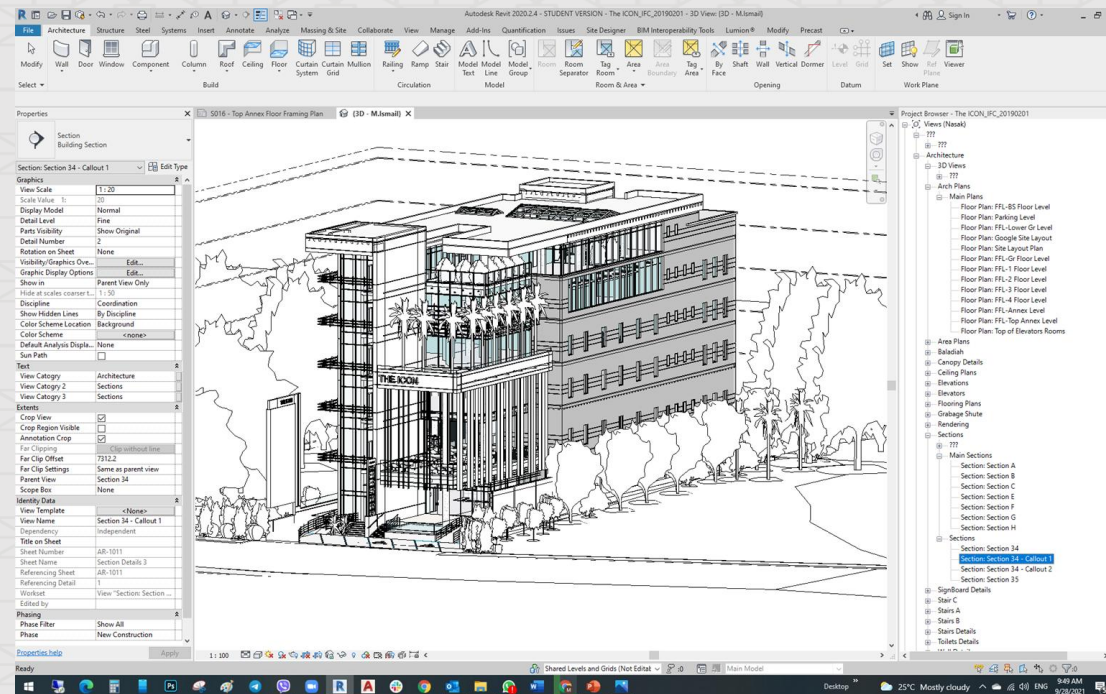 Autodesk Revit 2020.2.4 - STUDENT VERSION - The ICON_IFC_20190201 - 3D View: {3D - M.Ismail}
Sign In
File Architecture Structure Steel Systems Insert Annotate Analyze Massing & Site Collaborate View Manage Add-Ins Quantification Issues Site Designer BIM Interoperability Tools Lumion® Modify Precast
Modify Wall Door Window Component Column Roof Ceiling Floor Curtain System Curtain Grid Mullion Railing Ramp Stair Model Text Model Line Model Group Room Room Separator Tag Room Area Area Boundary Tag Area By Face Shaft Wall Vertical Dormer Level Grid Set Show Ref Plane Viewer
Select Build Circulation Model Room & Area Opening Datum Work Plane
Properties
Section
Building Section
Section: Section 34 - Callout 1 Edit Type
Graphics
View Scale 1 : 20
Scale Value 1: 20
Display Model Normal
Detail Level Fine
Parts Visibility Show Original
Detail Number 2
Rotation on Sheet None
Visibility/Graphics Ove... Edit...
Graphic Display Options Edit...
Show in Parent View Only
Hide at scales coarser t... 1 : 50
Discipline Coordination
Show Hidden Lines By Discipline
Color Scheme Location Background
Color Scheme <none>
Default Analysis Displa... None
Sun Path
Text
View Catogry Architecture
View Catogry 2 Sections
View Catogry 3 Sections
Extents
Crop View
Crop Region Visible
Annotation Crop
Far Clipping Clip without line
Far Clip Offset 7312.2
Far Clip Settings Same as parent view
Parent View Section 34
Scope Box None
Identity Data
View Template <None>
View Name Section 34 - Callout 1
Dependency Independent
Title on Sheet
Sheet Number AR-1011
Sheet Name Section Details 3
Referencing Sheet AR-1011
Referencing Detail 1
Workset View "Section: Section ...
Edited by
Phasing
Phase Filter Show All
Phase New Construction
Properties help Apply
S016 - Top Annex Floor Framing Plan {3D - M.Ismail}
THE ICON
1 : 100
Project Browser - The ICON_IFC_20190201
Views (Nasak)
???
???
Architecture
3D Views
???
Arch Plans
Main Plans
Floor Plan: FFL-BS Floor Level
Floor Plan: Parking Level
Floor Plan: FFL-Lower Gr Level
Floor Plan: Google Site Layout
Floor Plan: Site Layout Plan
Floor Plan: FFL-Gr Floor Level
Floor Plan: FFL-1 Floor Level
Floor Plan: FFL-2 Floor Level
Floor Plan: FFL-3 Floor Level
Floor Plan: FFL-4 Floor Level
Floor Plan: FFL-Annex Level
Floor Plan: FFL-Top Annex Level
Floor Plan: Top of Elevators Rooms
Area Plans
Baladiah
Canopy Details
Ceiling Plans
Elevations
Elevators
Flooring Plans
Grabage Shute
Rendering
Sections
???
Main Sections
Section: Section A
Section: Section B
Section: Section C
Section: Section E
Section: Section F
Section: Section G
Section: Section H
Sections
Section: Section 34
Section: Section 34 - Callout 1
Section: Section 34 - Callout 2
Section: Section 35
SignBoard Details
Stair C
Stairs A
Stairs B
Stairs Details
Toilets Details
Ready
Shared Levels and Grids (Not Editat :0 Main Model :0
Desktop 25°C Mostly cloudy ENG 9:49 AM
9/28/2021